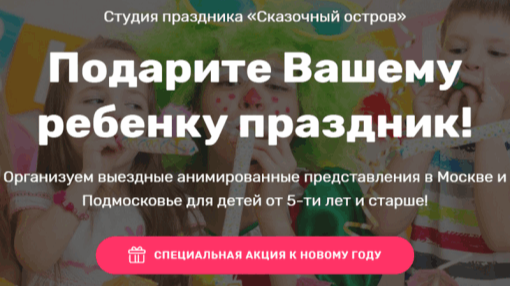 Студия праздника «Сказочный остров»
Подарите Вашему
ребенку праздник!
Организуем выездные анимированные представления в Москве и
Подмосковье для детей от 5-ти лет и старше!
СПЕЦИАЛЬНАЯ АКЦИЯ К НОВОМУ ГОДУ